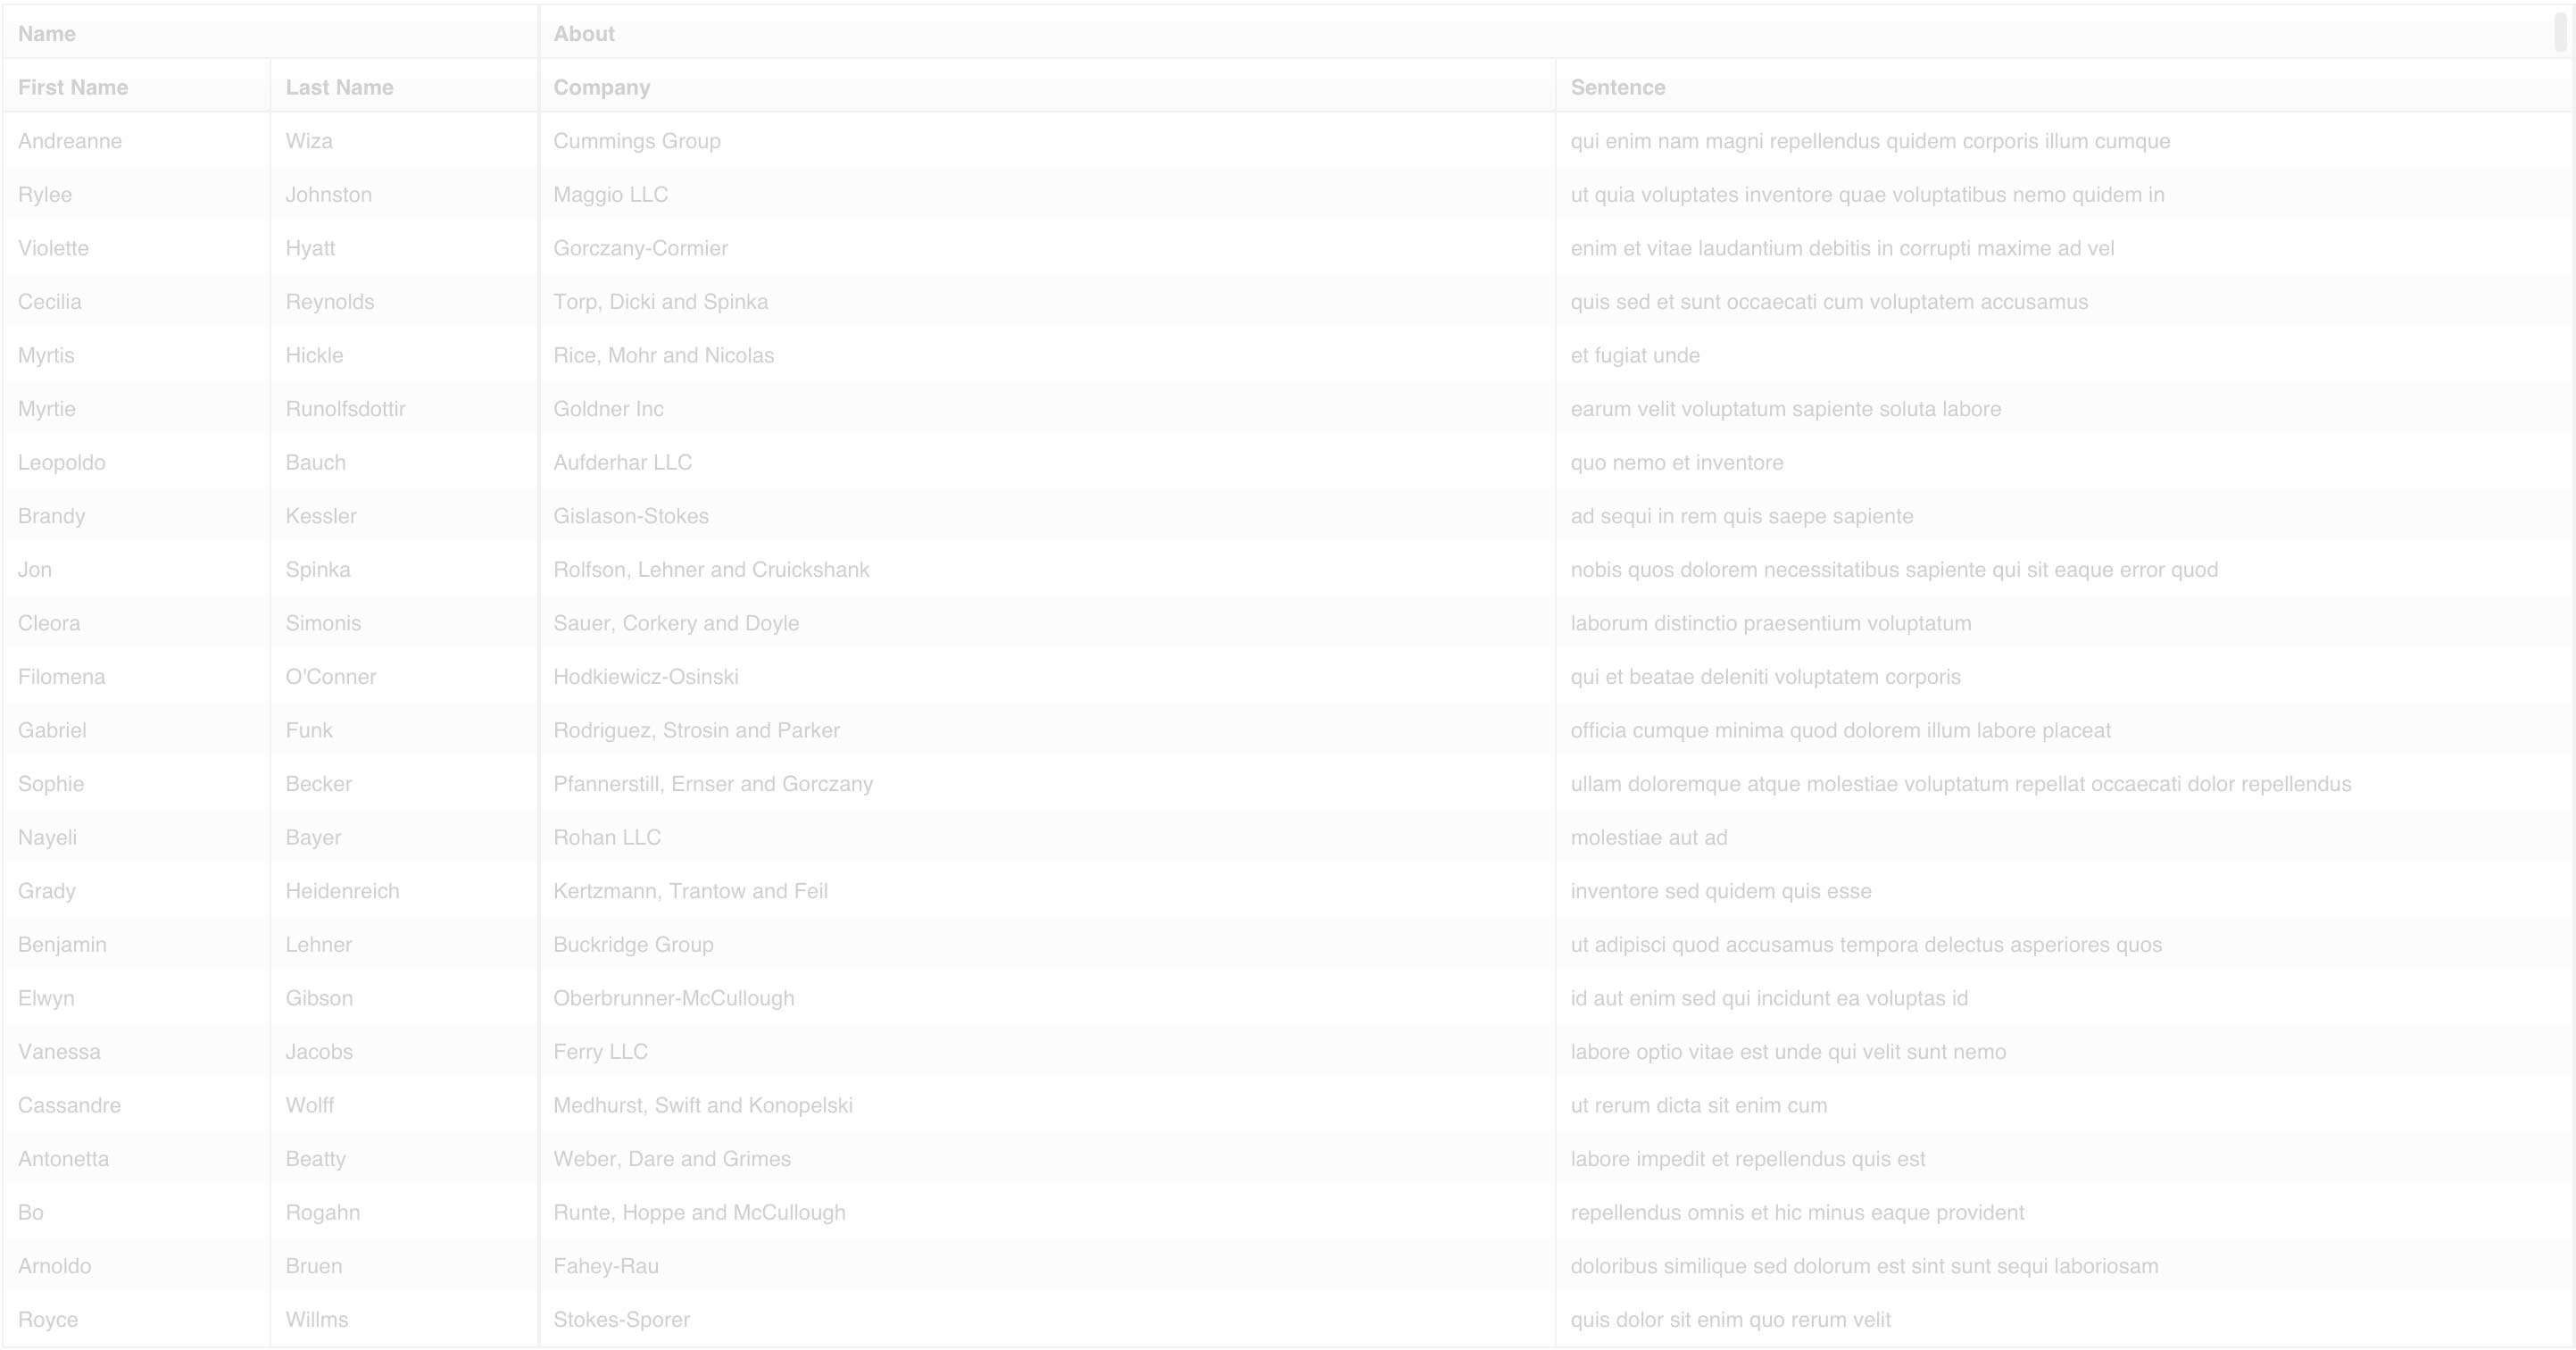 Name About
First Name Last Name Company Sentence
Andreanne Wiza Cummings Group qui enim nam magni repellendus quidem corporis illum cumque
Rylee Johnston Maggio LLC ut quia voluptates inventore quae voluptatibus nemo quidem in
Violette Hyatt Gorczany-Cormier enim et vitae laudantium debitis in corrupti maxime ad vel
Cecilia Reynolds Torp, Dicki and Spinka quis sed et sunt occaecati cum voluptatem accusamus
Myrtis Hickle Rice, Mohr and Nicolas et fugiat unde
Myrtie Runolfsdottir Goldner Inc earum velit voluptatum sapiente soluta labore
Leopoldo Bauch Aufderhar LLC quo nemo et inventore
Brandy Kessler Gislason-Stokes ad sequi in rem quis saepe sapiente
Jon Spinka Rolfson, Lehner and Cruickshank nobis quos dolorem necessitatibus sapiente qui sit eaque error quod
Cleora Simonis Sauer, Corkery and Doyle laborum distinctio praesentium voluptatum
Filomena O'Conner Hodkiewicz-Osinski qui et beatae deleniti voluptatem corporis
Gabriel Funk Rodriguez, Strosin and Parker officia cumque minima quod dolorem illum labore placeat
Sophie Becker Pfannerstill, Ernser and Gorczany ullam doloremque atque molestiae voluptatum repellat occaecati dolor repellendus
Nayeli Bayer Rohan LLC molestiae aut ad
Grady Heidenreich Kertzmann, Trantow and Feil inventore sed quidem quis esse
Benjamin Lehner Buckridge Group ut adipisci quod accusamus tempora delectus asperiores quos
Elwyn Gibson Oberbrunner-McCullough id aut enim sed qui incidunt ea voluptas id
Vanessa Jacobs Ferry LLC labore optio vitae est unde qui velit sunt nemo
Cassandre Wolff Medhurst, Swift and Konopelski ut rerum dicta sit enim cum
Antonetta Beatty Weber, Dare and Grimes labore impedit et repellendus quis est
Bo Rogahn Runte, Hoppe and McCullough repellendus omnis et hic minus eaque provident
Arnoldo Bruen Fahey-Rau doloribus similique sed dolorum est sint sunt sequi laboriosam
Royce Willms Stokes-Sporer quis dolor sit enim quo rerum velit